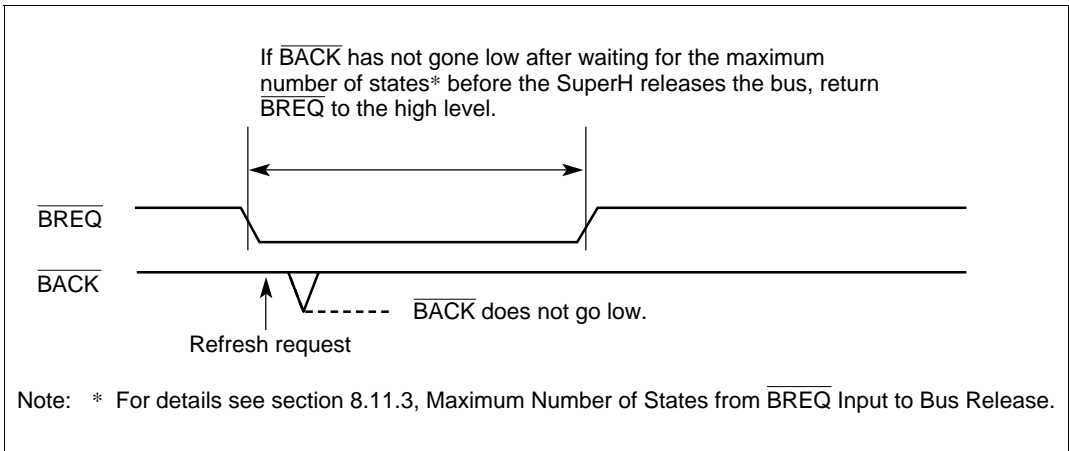 If BACK has not gone low after waiting for the maximum
number of states* before the SuperH releases the bus, return
BREQ to the high level.
BREQ
BACK
BACK does not go low.
Refresh request
Note: * For details see section 8.11.3, Maximum Number of States from BREQ Input to Bus Release.